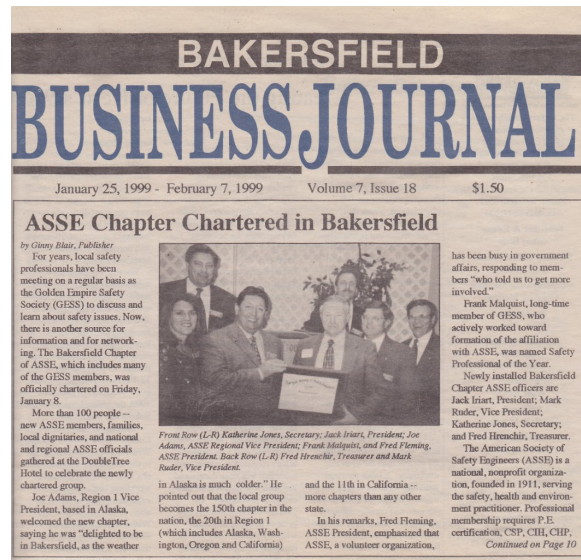 BAKERSFIELD
BUSINESS JOURNAL
January 25, 1999 - February 7, 1999 Volume 7, Issue 18 $1.50
ASSE Chapter Chartered in Bakersfield
by Ginny Blair, Publisher
For years, local safety
professionals have been
meeting on a regular basis as
the Golden Empire Safety
Society (GESS) to discuss and
learn about safety issues. Now,
there is another source for
information and for network-
ing. The Bakersfield Chapter
of ASSE, which includes many
of the GESS members, was
officially chartered on Friday,
January 8.
More than 100 people --
new ASSE members, families,
local dignitaries, and national
and regional ASSE officials
gathered at the DoubleTree
Hotel to celebrate the newly
chartered group.
Joe Adams, Region 1 Vice
President, based in Alaska,
welcomed the new chapter,
saying he was "delighted to be
in Bakersfield, as the weather
Front Row (L-R) Katherine Jones, Secretary; Jack Iriart, President; Joe
Adams, ASSE Regional Vice President; Frank Malquist, and Fred Fleming,
ASSE President. Back Row (L-R) Fred Hrenchir, Treasurer and Mark
Ruder, Vice President.
in Alaska is much colder." He
pointed out that the local group
becomes the 150th chapter in the
nation, the 20th in Region 1
(which includes Alaska, Wash-
ington, Oregon and California)
and the 11th in California --
more chapters than any other
state.
In his remarks, Fred Fleming,
ASSE President, emphasized that
ASSE, a volunteer organization,
has been busy in government
affairs, responding to mem-
bers "who told us to get more
involved."
Frank Malquist, long-time
member of GESS, who
actively worked toward
formation of the affiliation
with ASSE, was named Safety
Professional of the Year.
Newly installed Bakersfield
Chapter ASSE officers are
Jack Iriart, President; Mark
Ruder, Vice President;
Katherine Jones, Secretary;
and Fred Hrenchir, Treasurer.
The American Society of
Safety Engineers (ASSE) is a
national, nonprofit organiza-
tion, founded in 1911, serving
the safety, health and environ-
ment practitioner. Professional
membership requires P.E.
certification, CSP, CIH, CHP,
Continued on Page 10